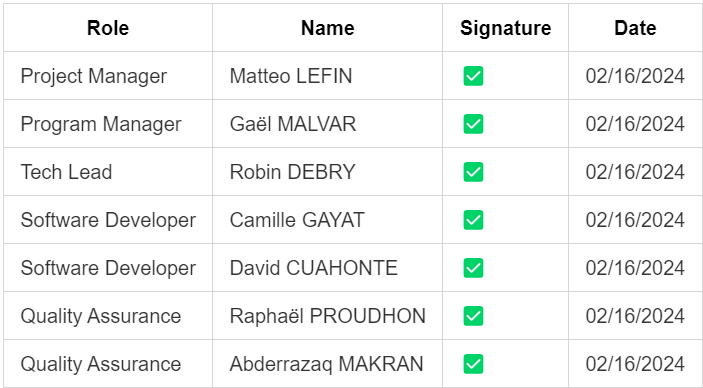 Role Name Signature Date
Project Manager Matteo LEFIN ✅ 02/16/2024
Program Manager Gaël MALVAR ✅ 02/16/2024
Tech Lead Robin DEBRY ✅ 02/16/2024
Software Developer Camille GAYAT ✅ 02/16/2024
Software Developer David CUAHONTE ✅ 02/16/2024
Quality Assurance Raphaël PROUDHON ✅ 02/16/2024
Quality Assurance Abderrazaq MAKRAN ✅ 02/16/2024